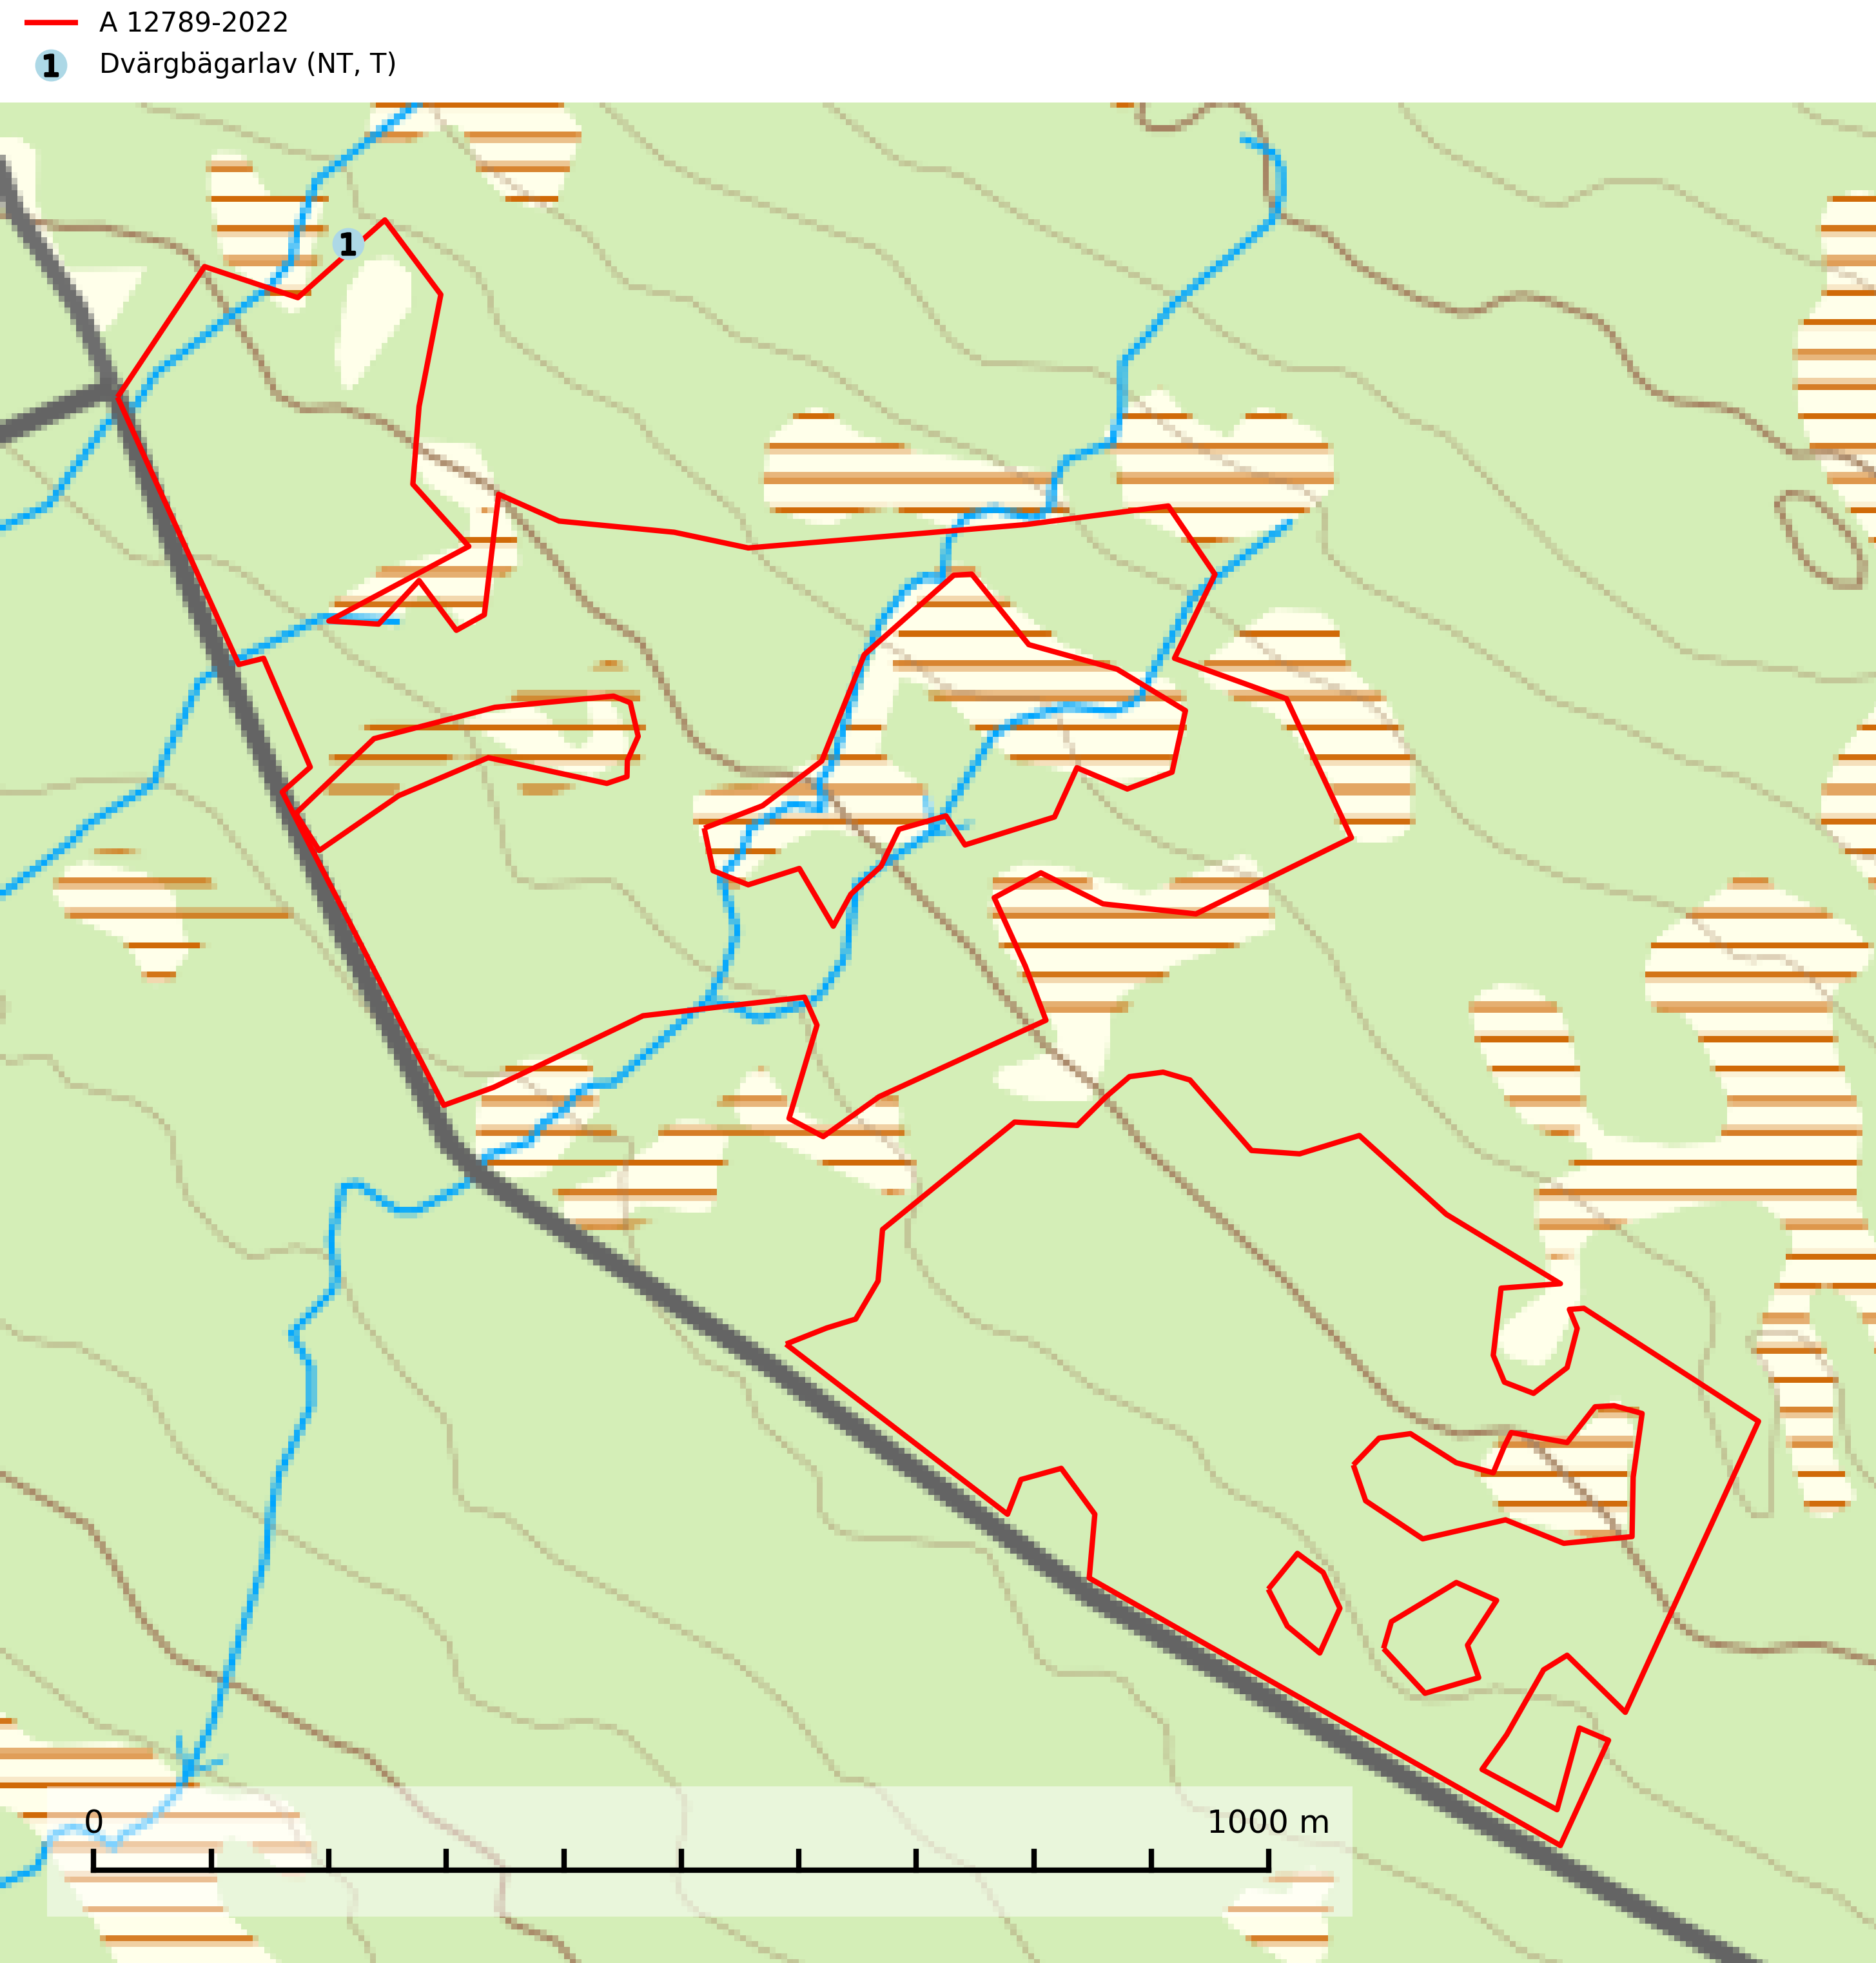 A 12789-2022
1 Dvärgbägarlav (NT, T)
1
0 1000 m